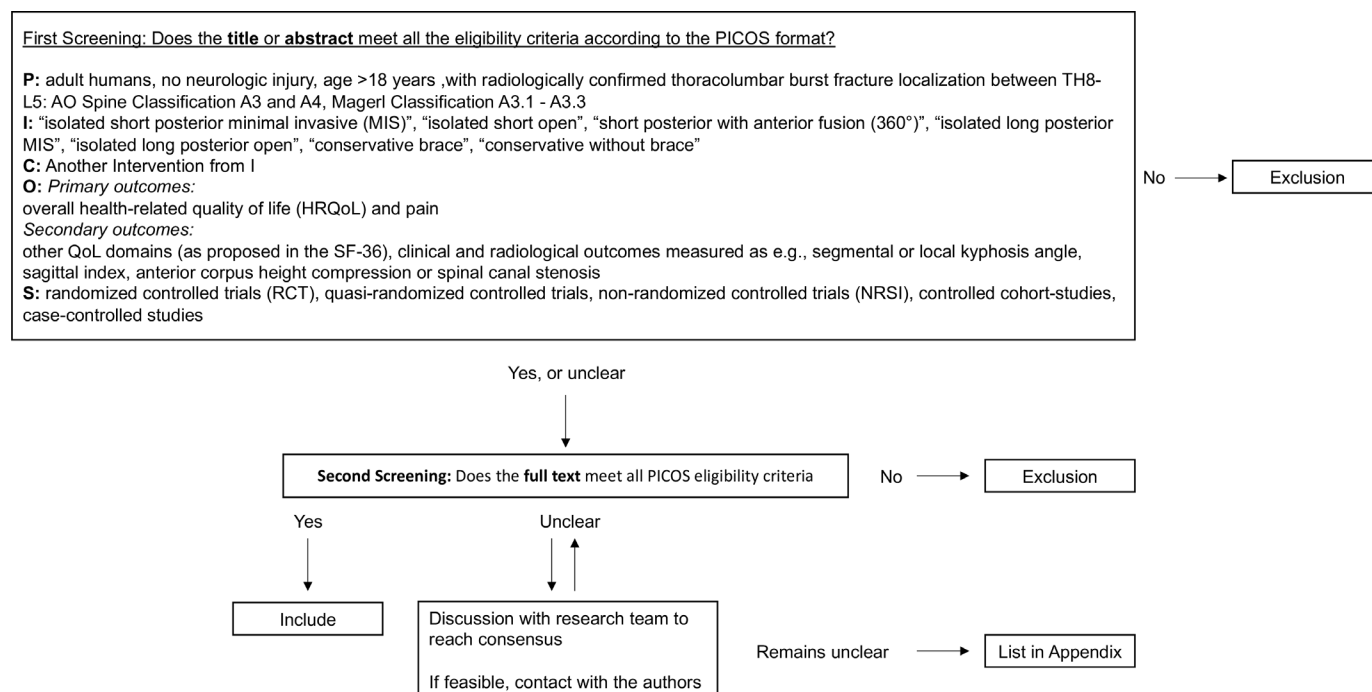 First Screening: Does the title or abstract meet all the eligibility criteria according to the PICOS format?
P: adult humans, no neurologic injury, age >18 years ,with radiologically confirmed thoracolumbar burst fracture localization between TH8-
L5: AO Spine Classification A3 and A4, Magerl Classification A3.1 - A3.3
I: “isolated short posterior minimal invasive (MIS)”, “isolated short open”, “short posterior with anterior fusion (360°)”, “isolated long posterior
MIS”, “isolated long posterior open”, “conservative brace”, “conservative without brace”
C: Another Intervention from I
O: Primary outcomes:
overall health-related quality of life (HRQoL) and pain
Secondary outcomes:
other QoL domains (as proposed in the SF-36), clinical and radiological outcomes measured as e.g., segmental or local kyphosis angle,
sagittal index, anterior corpus height compression or spinal canal stenosis
S: randomized controlled trials (RCT), quasi-randomized controlled trials, non-randomized controlled trials (NRSI), controlled cohort-studies,
case-controlled studies
No
Exclusion
Yes, or unclear
Second Screening: Does the full text meet all PICOS eligibility criteria
No
Exclusion
Yes
Unclear
Include
Discussion with research team to
reach consensus
If feasible, contact with the authors
Remains unclear
List in Appendix